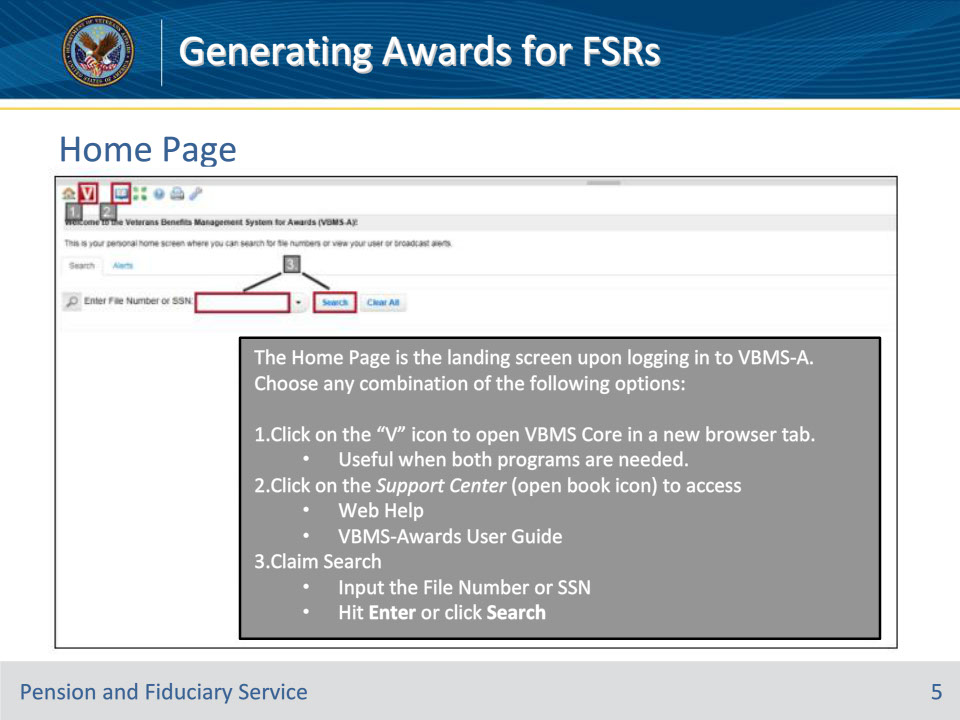 Generating Awards for FSRs
Home Page
V
1.
2.
Welcome to the Veterans Benefits Management System for Awards (VBMS-A)!
This is your personal home screen where you can search for file numbers or view your user or broadcast alerts.
Search Alerts
3.
Enter File Number or SSN: Search Clear All
The Home Page is the landing screen upon logging in to VBMS-A.
Choose any combination of the following options:
1.Click on the “V” icon to open VBMS Core in a new browser tab.
• Useful when both programs are needed.
2.Click on the Support Center (open book icon) to access
• Web Help
• VBMS-Awards User Guide
3.Claim Search
• Input the File Number or SSN
• Hit Enter or click Search
Pension and Fiduciary Service 5